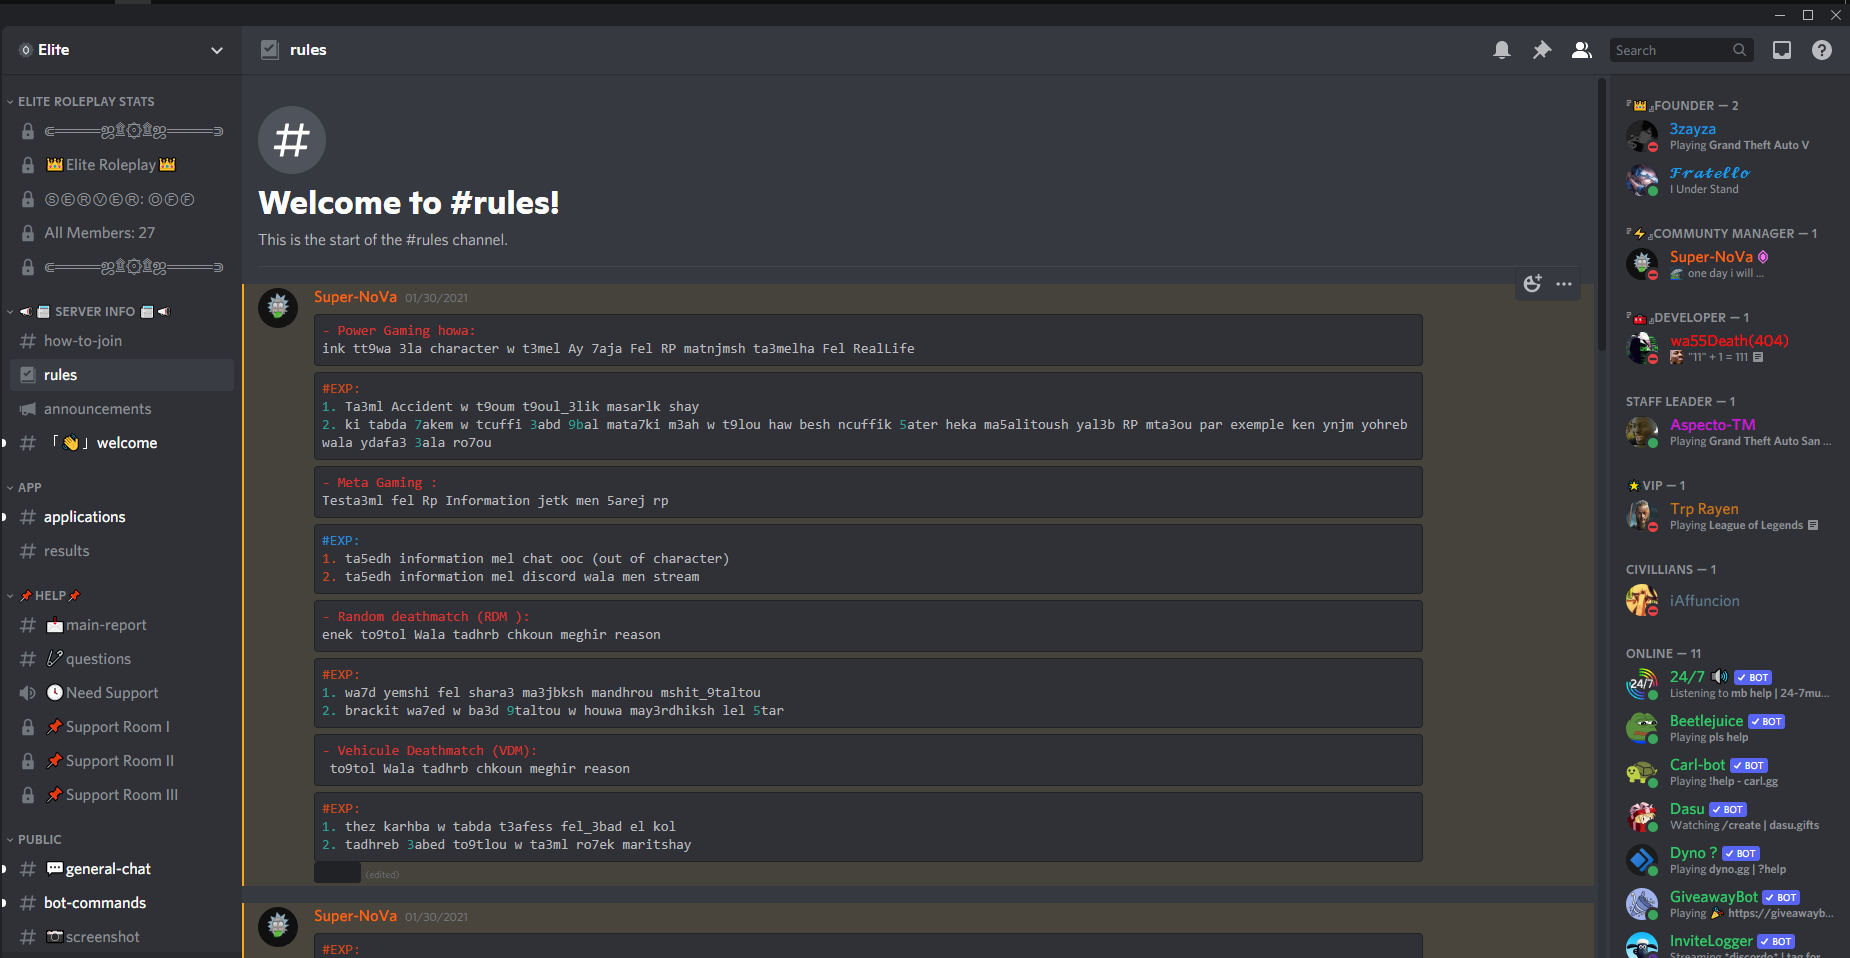 Elite
ELITE ROLEPLAY STATS
👑Elite Roleplay👑
ⓈⒺⓇⓋⒺⓇ: ⓄⒻⒻ
All Members: 27
SERVER INFO
how-to-join
rules
announcements
「👋」welcome
APP
applications
results
📌HELP📌
📩main-report
questions
🕓Need Support
📌Support Room I
📌Support Room II
📌Support Room III
PUBLIC
💬general-chat
bot-commands
📷screenshot
rules
Search
Welcome to #rules!
This is the start of the #rules channel.
Super-NoVa 01/30/2021
- Power Gaming howa:
ink tt9wa 3la character w t3mel Ay 7aja Fel RP matnjmsh ta3melha Fel RealLife
#EXP:
1. Ta3ml Accident w t9oum t9oul_3lik masarlk shay
2. ki tabda 7akem w tcuffi 3abd 9bal mata7ki m3ah w t9lou haw besh ncuffik 5ater heka ma5alitoush yal3b RP mta3ou par exemple ken ynjm yohreb
wala ydafa3 3ala ro7ou
- Meta Gaming :
Testa3ml fel Rp Information jetk men 5arej rp
#EXP:
1. ta5edh information mel chat ooc (out of character)
2. ta5edh information mel discord wala men stream
- Random deathmatch (RDM ):
enek to9tol Wala tadhrb chkoun meghir reason
#EXP:
1. wa7d yemshi fel shara3 ma3jbksh mandhrou mshit_9taltou
2. brackit wa7ed w ba3d 9taltou w houwa may3rdhiksh lel 5tar
- Vehicule Deathmatch (VDM):
to9tol Wala tadhrb chkoun meghir reason
#EXP:
1. thez karhba w tabda t3afess fel_3bad el kol
2. tadhreb 3abed to9tlou w ta3ml ro7ek maritshay
(edited)
Super-NoVa 01/30/2021
#EXP:
『👑』FOUNDER — 2
3zayza
Playing Grand Theft Auto V
𝓕𝓻𝓪𝓽𝓮𝓵𝓵𝓸
I Under Stand
『⚡』COMMUNTY MANAGER — 1
Super-NoVa
one day i will ...
『🧰』DEVELOPER — 1
wa55Death(404)
"11" + 1 = 111
STAFF LEADER — 1
Aspecto-TM
Playing Grand Theft Auto San ...
⭐VIP — 1
Trp Rayen
Playing League of Legends
CIVILLIANS — 1
iAffuncion
ONLINE — 11
24/7
24/7 🔊 BOT
Listening to mb help | 24-7mu...
Beetlejuice BOT
Playing pls help
Carl-bot BOT
Playing !help - carl.gg
Dasu BOT
Watching /create | dasu.gifts
Dyno ? BOT
Playing dyno.gg | ?help
GiveawayBot BOT
Playing 🎉 https://giveawayb...
InviteLogger BOT